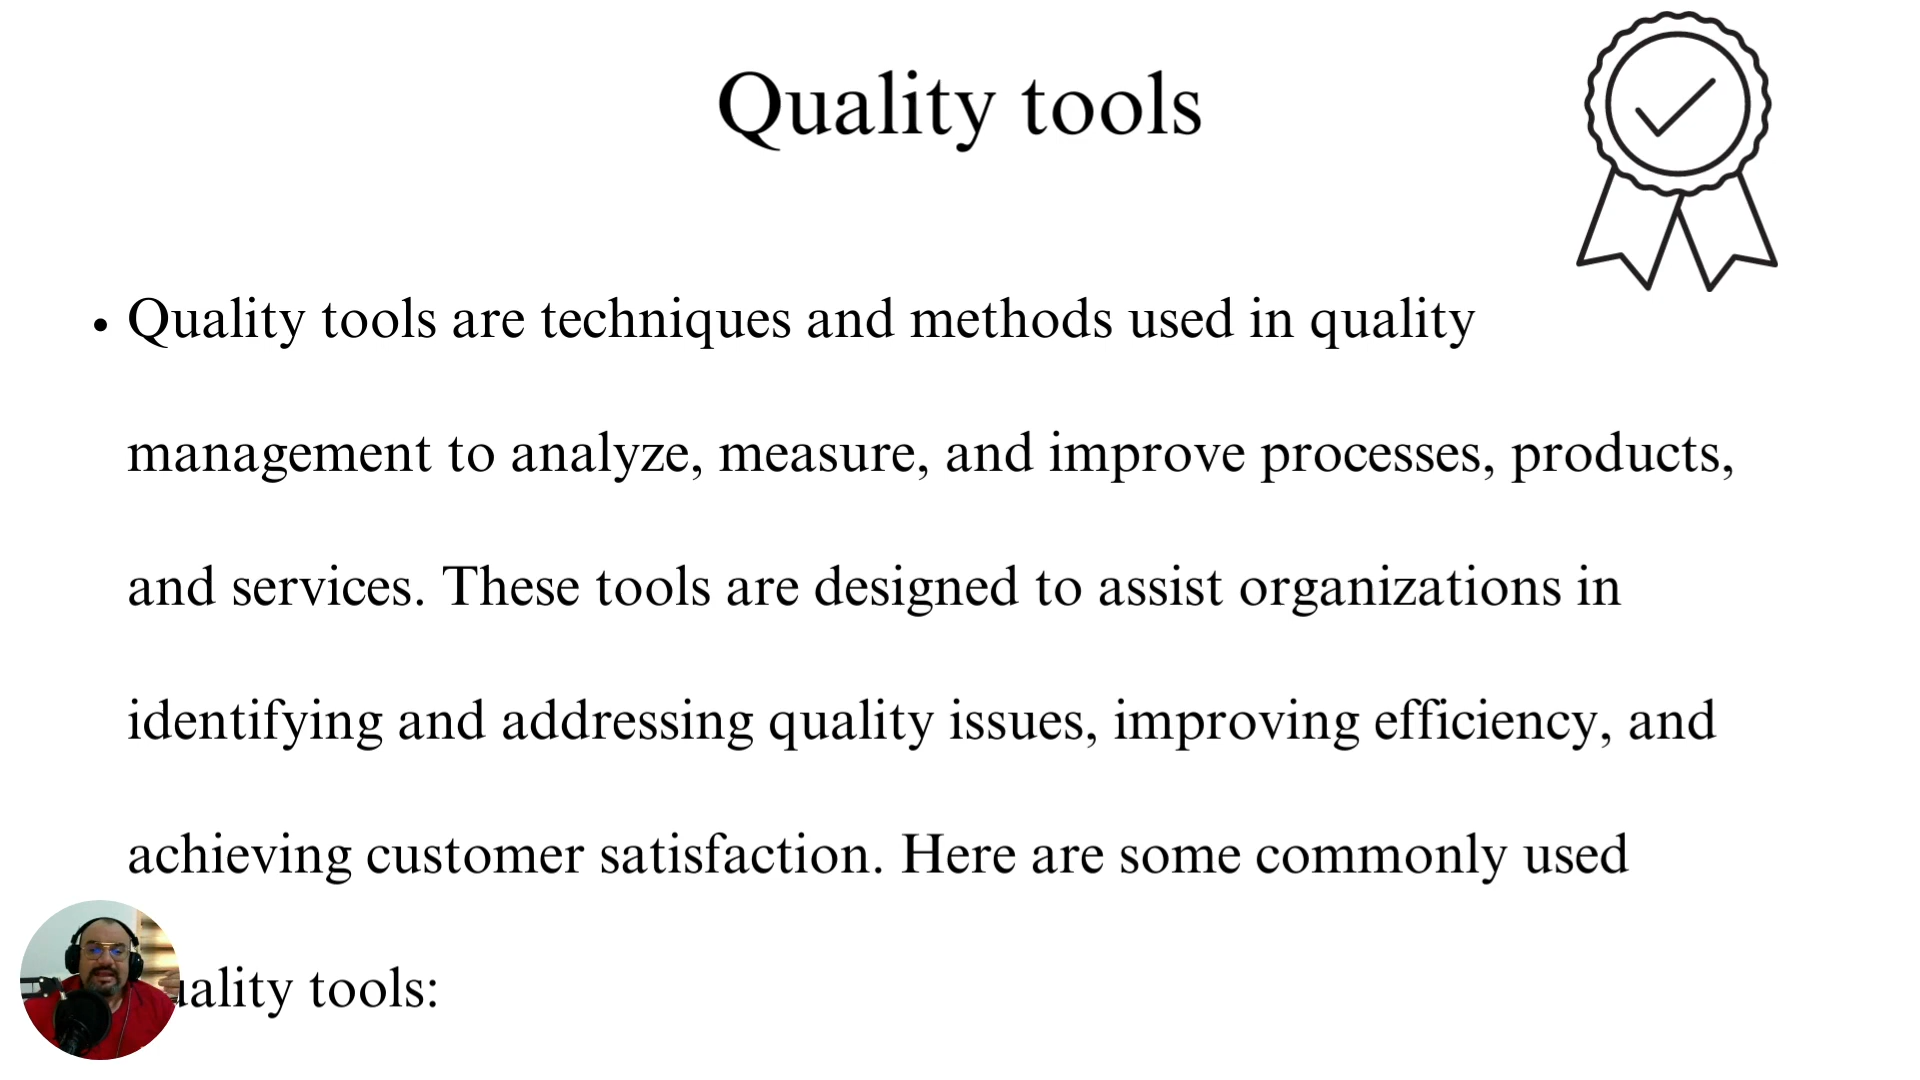 Quality tools
• Quality tools are techniques and methods used in quality
management to analyze, measure, and improve processes, products,
and services. These tools are designed to assist organizations in
identifying and addressing quality issues, improving efficiency, and
achieving customer satisfaction. Here are some commonly used
uality tools: